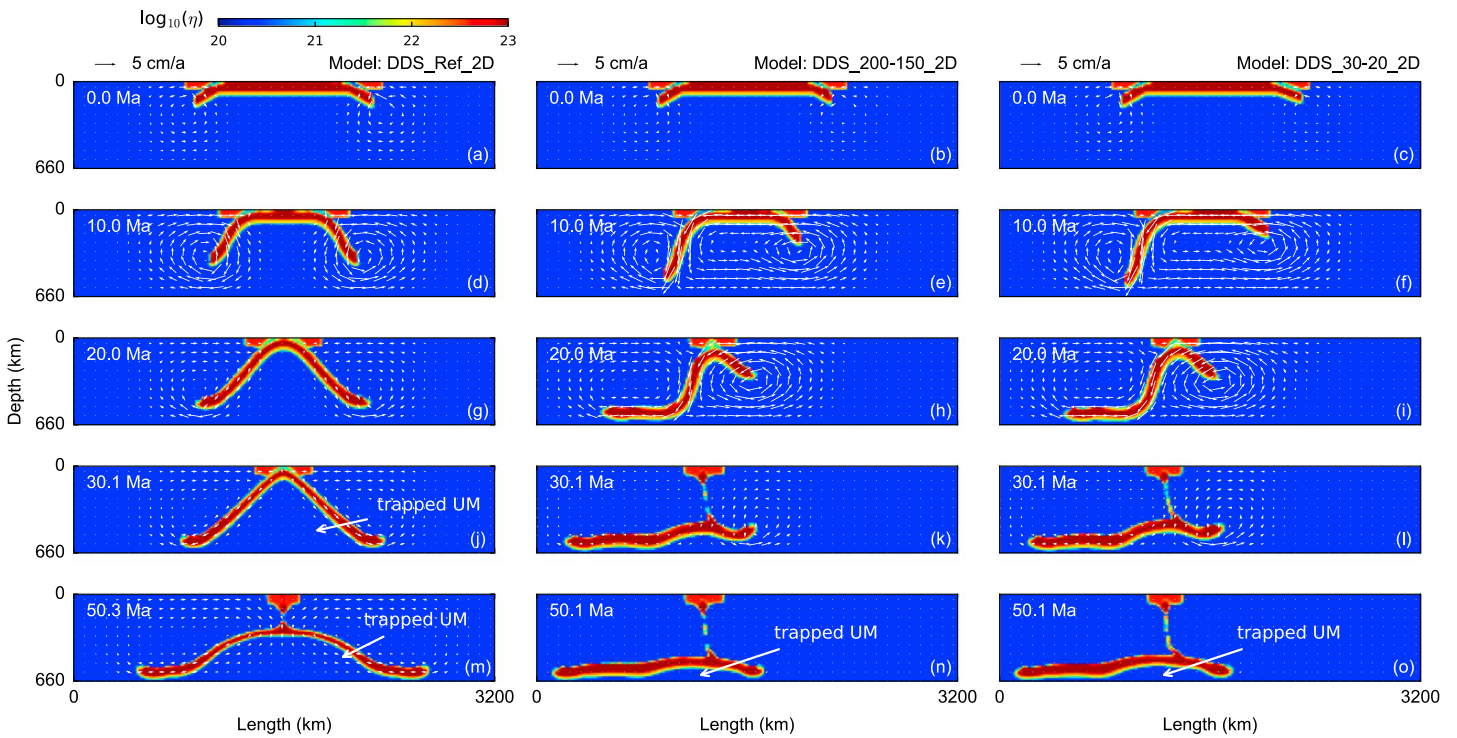 log₁₀(η)
20 21 22 23
5 cm/a Model: DDS_Ref_2D 5 cm/a Model: DDS_200-150_2D 5 cm/a Model: DDS_30-20_2D
0
0.0 Ma 0.0 Ma 0.0 Ma
660 (a) (b) (c)
0
10.0 Ma 10.0 Ma 10.0 Ma
660 (d) (e) (f)
0
20.0 Ma 20.0 Ma 20.0 Ma
Depth (km)
660 (g) (h) (i)
0
30.1 Ma 30.1 Ma 30.1 Ma
trapped UM
660 (j) (k) (l)
0
50.3 Ma 50.1 Ma 50.1 Ma
trapped UM trapped UM trapped UM
660 (m) (n) (o)
0 3200 0 3200 0 3200
Length (km) Length (km) Length (km)